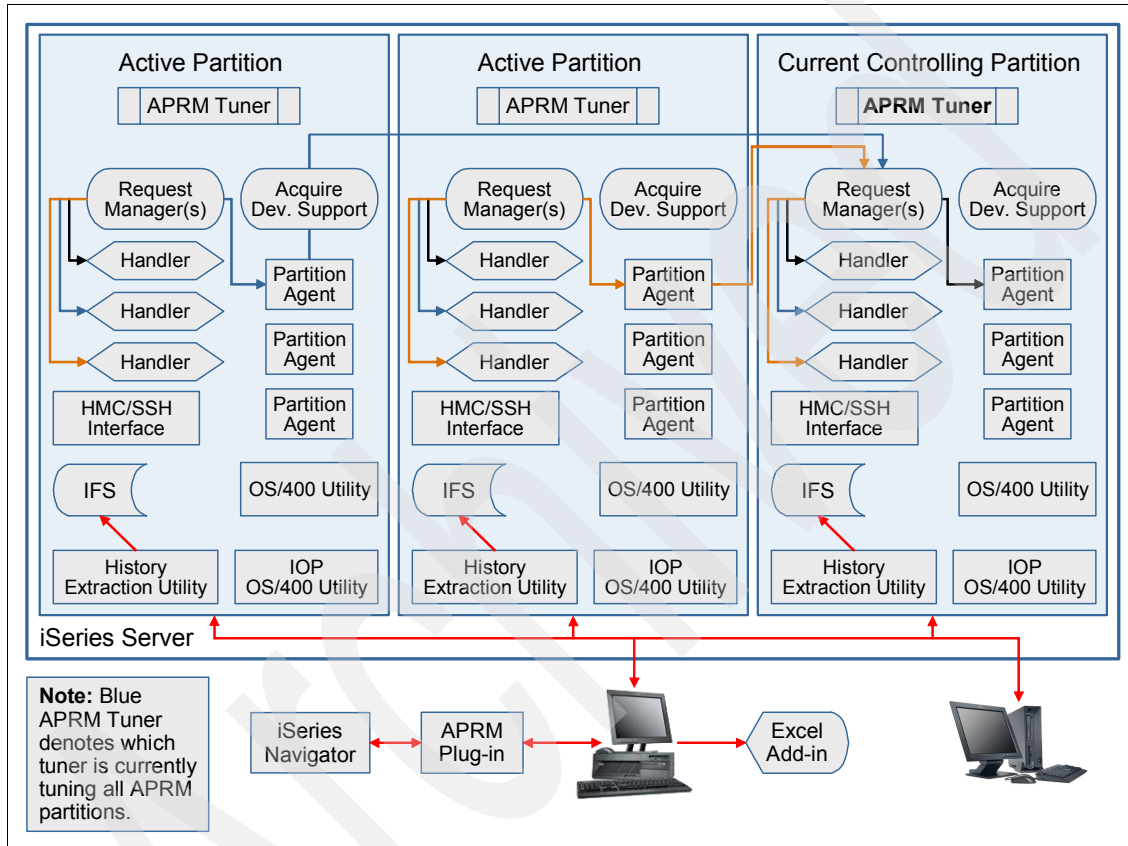 Active Partition
APRM Tuner
Request
Manager(s)
Acquire
Dev. Support
Handler
Partition
Agent
Handler
Partition
Agent
Handler
HMC/SSH
Interface
Partition
Agent
IFS
OS/400 Utility
History
Extraction Utility
IOP
OS/400 Utility
Active Partition
APRM Tuner
Request
Manager(s)
Acquire
Dev. Support
Handler
Partition
Agent
Handler
Partition
Agent
Handler
HMC/SSH
Interface
Partition
Agent
IFS
OS/400 Utility
History
Extraction Utility
IOP
OS/400 Utility
Current Controlling Partition
APRM Tuner
Request
Manager(s)
Acquire
Dev. Support
Handler
Partition
Agent
Handler
Partition
Agent
Handler
HMC/SSH
Interface
Partition
Agent
IFS
OS/400 Utility
History
Extraction Utility
IOP
OS/400 Utility
iSeries Server
Note: Blue
APRM Tuner
denotes which
tuner is currently
tuning all APRM
partitions.
iSeries
Navigator
APRM
Plug-in
Excel
Add-in
Archived